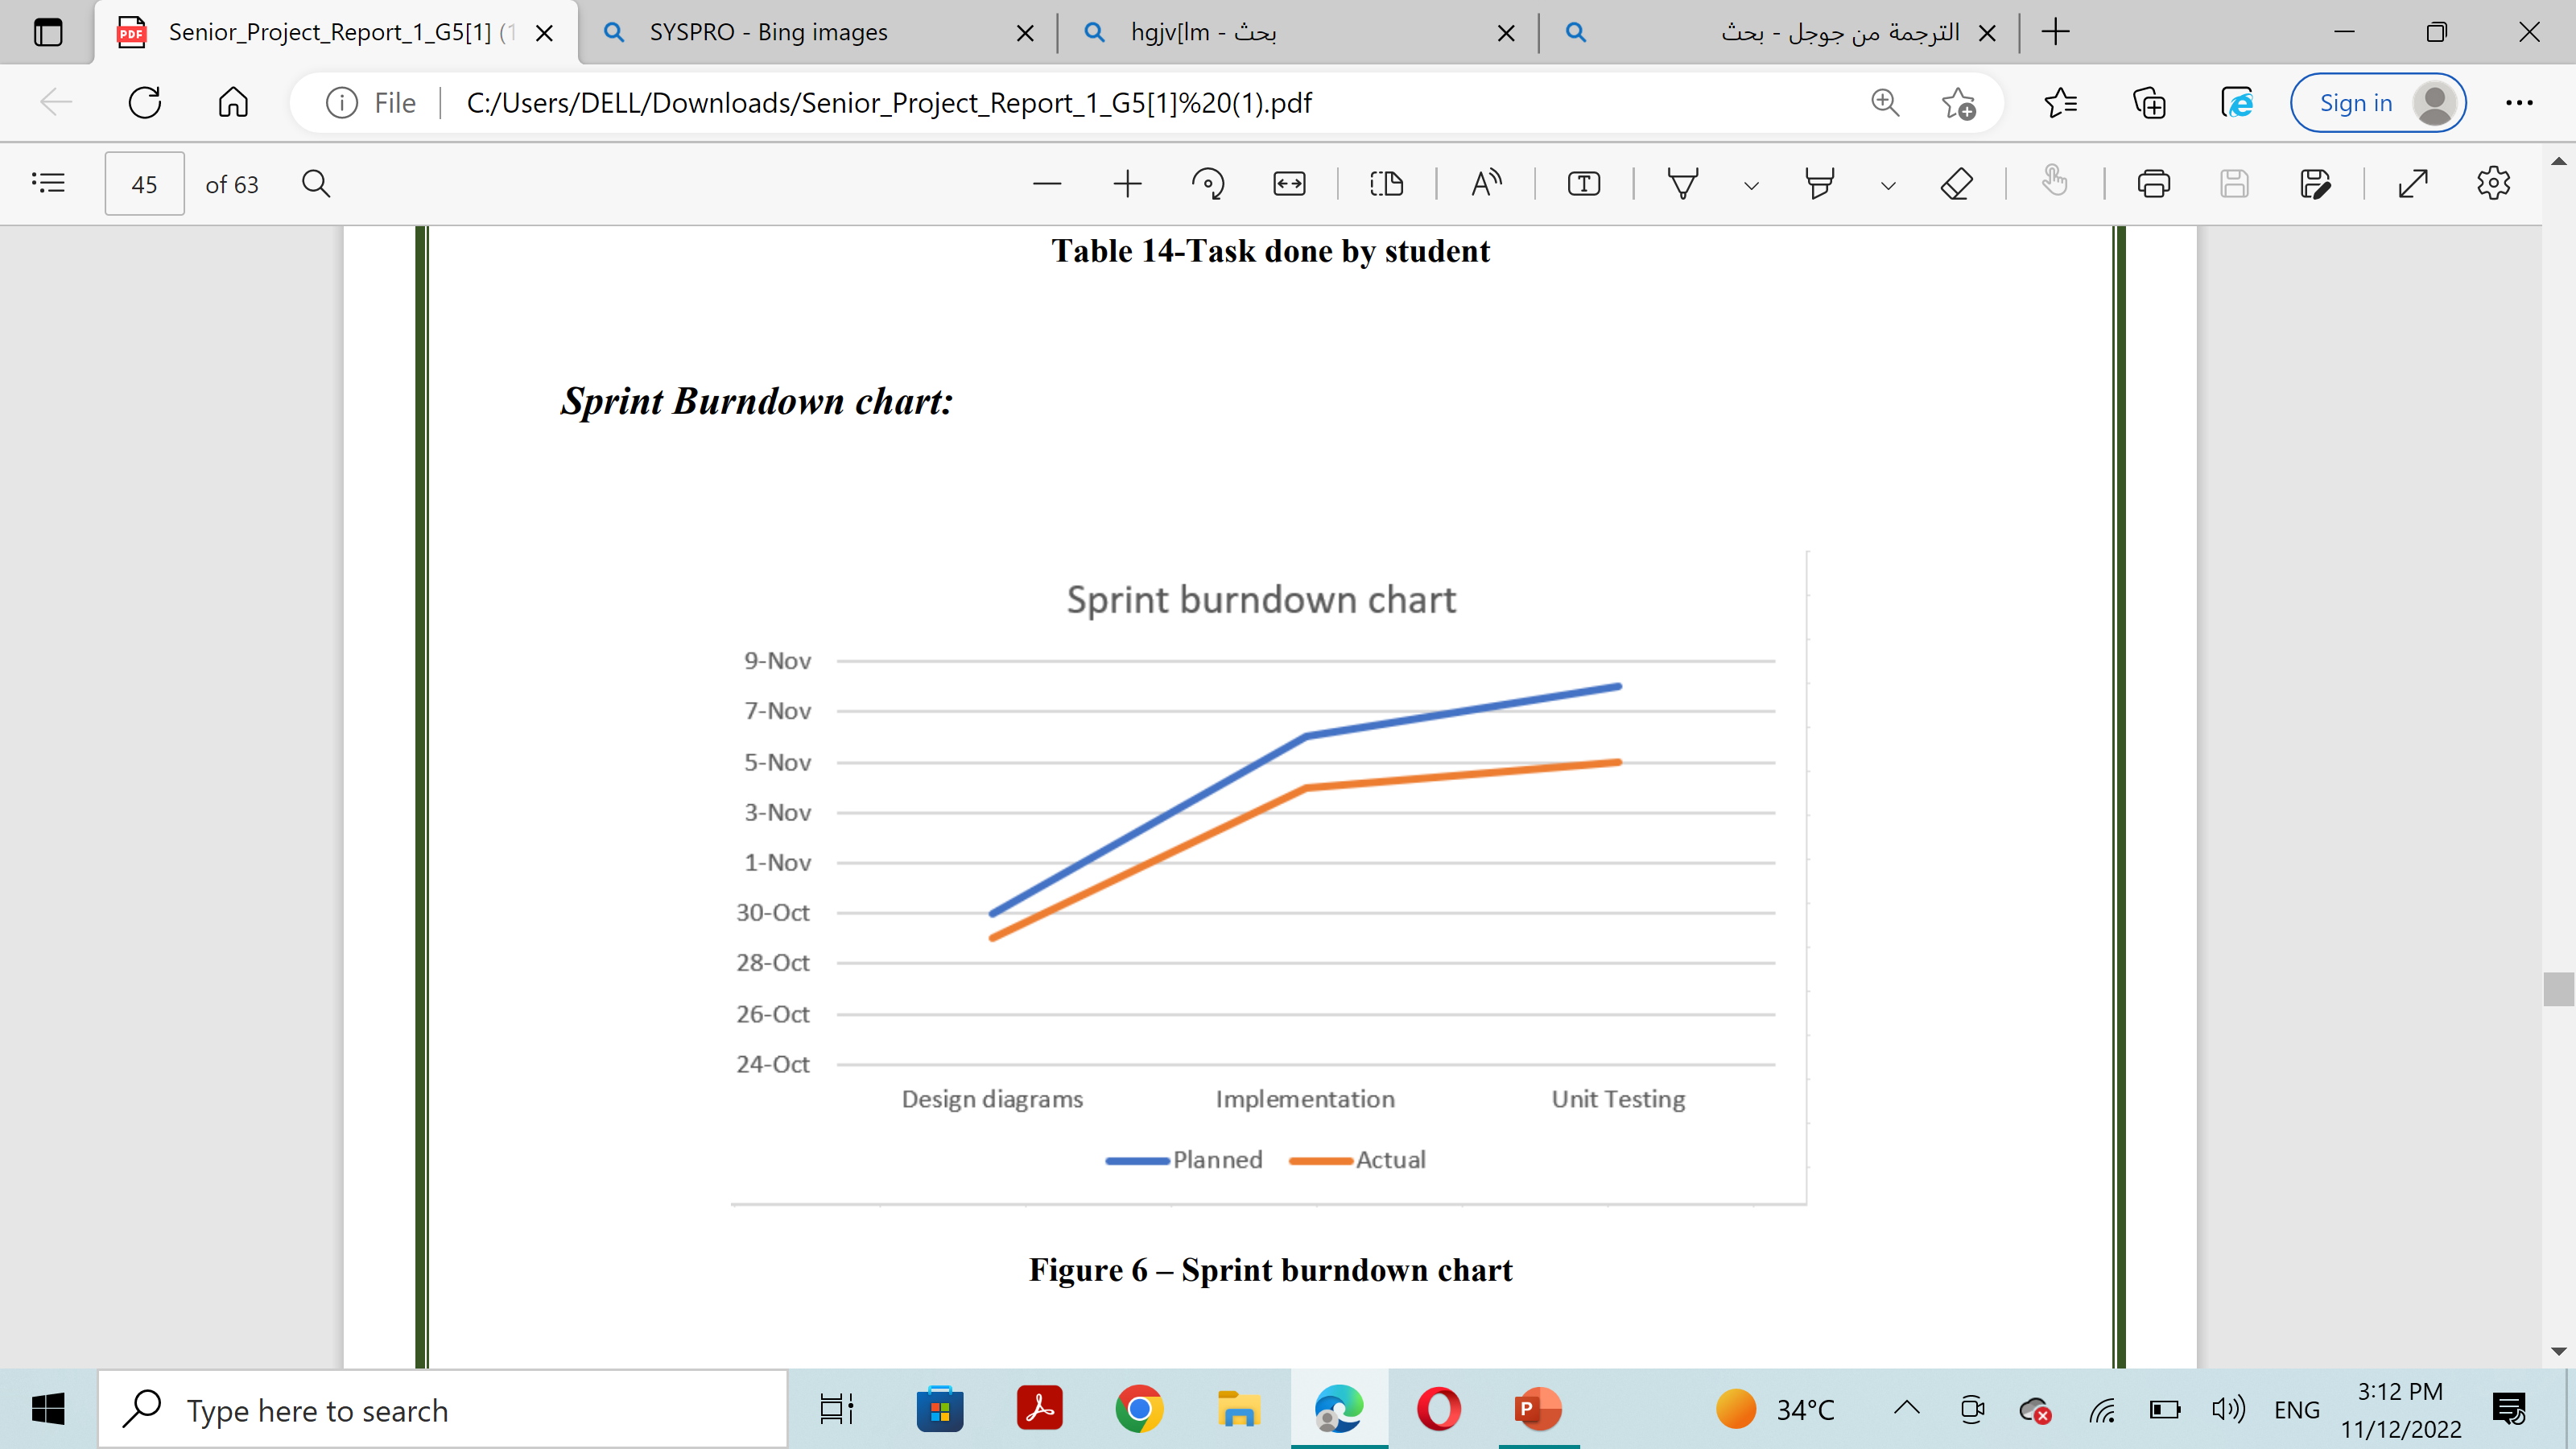 Senior_Project_Report_1_G5[1] (1
SYSPRO - Bing images
hgjv[lm - بحث
الترجمة من جوجل - بحث
File
C:/Users/DELL/Downloads/Senior_Project_Report_1_G5[1]%20(1).pdf
Sign in
45 of 63
Table 14-Task done by student
Sprint Burndown chart:
Sprint burndown chart
9-Nov
7-Nov
5-Nov
3-Nov
1-Nov
30-Oct
28-Oct
26-Oct
24-Oct
Design diagrams Implementation Unit Testing
Planned Actual
Figure 6 – Sprint burndown chart
Type here to search
34°C
ENG
3:12 PM
11/12/2022